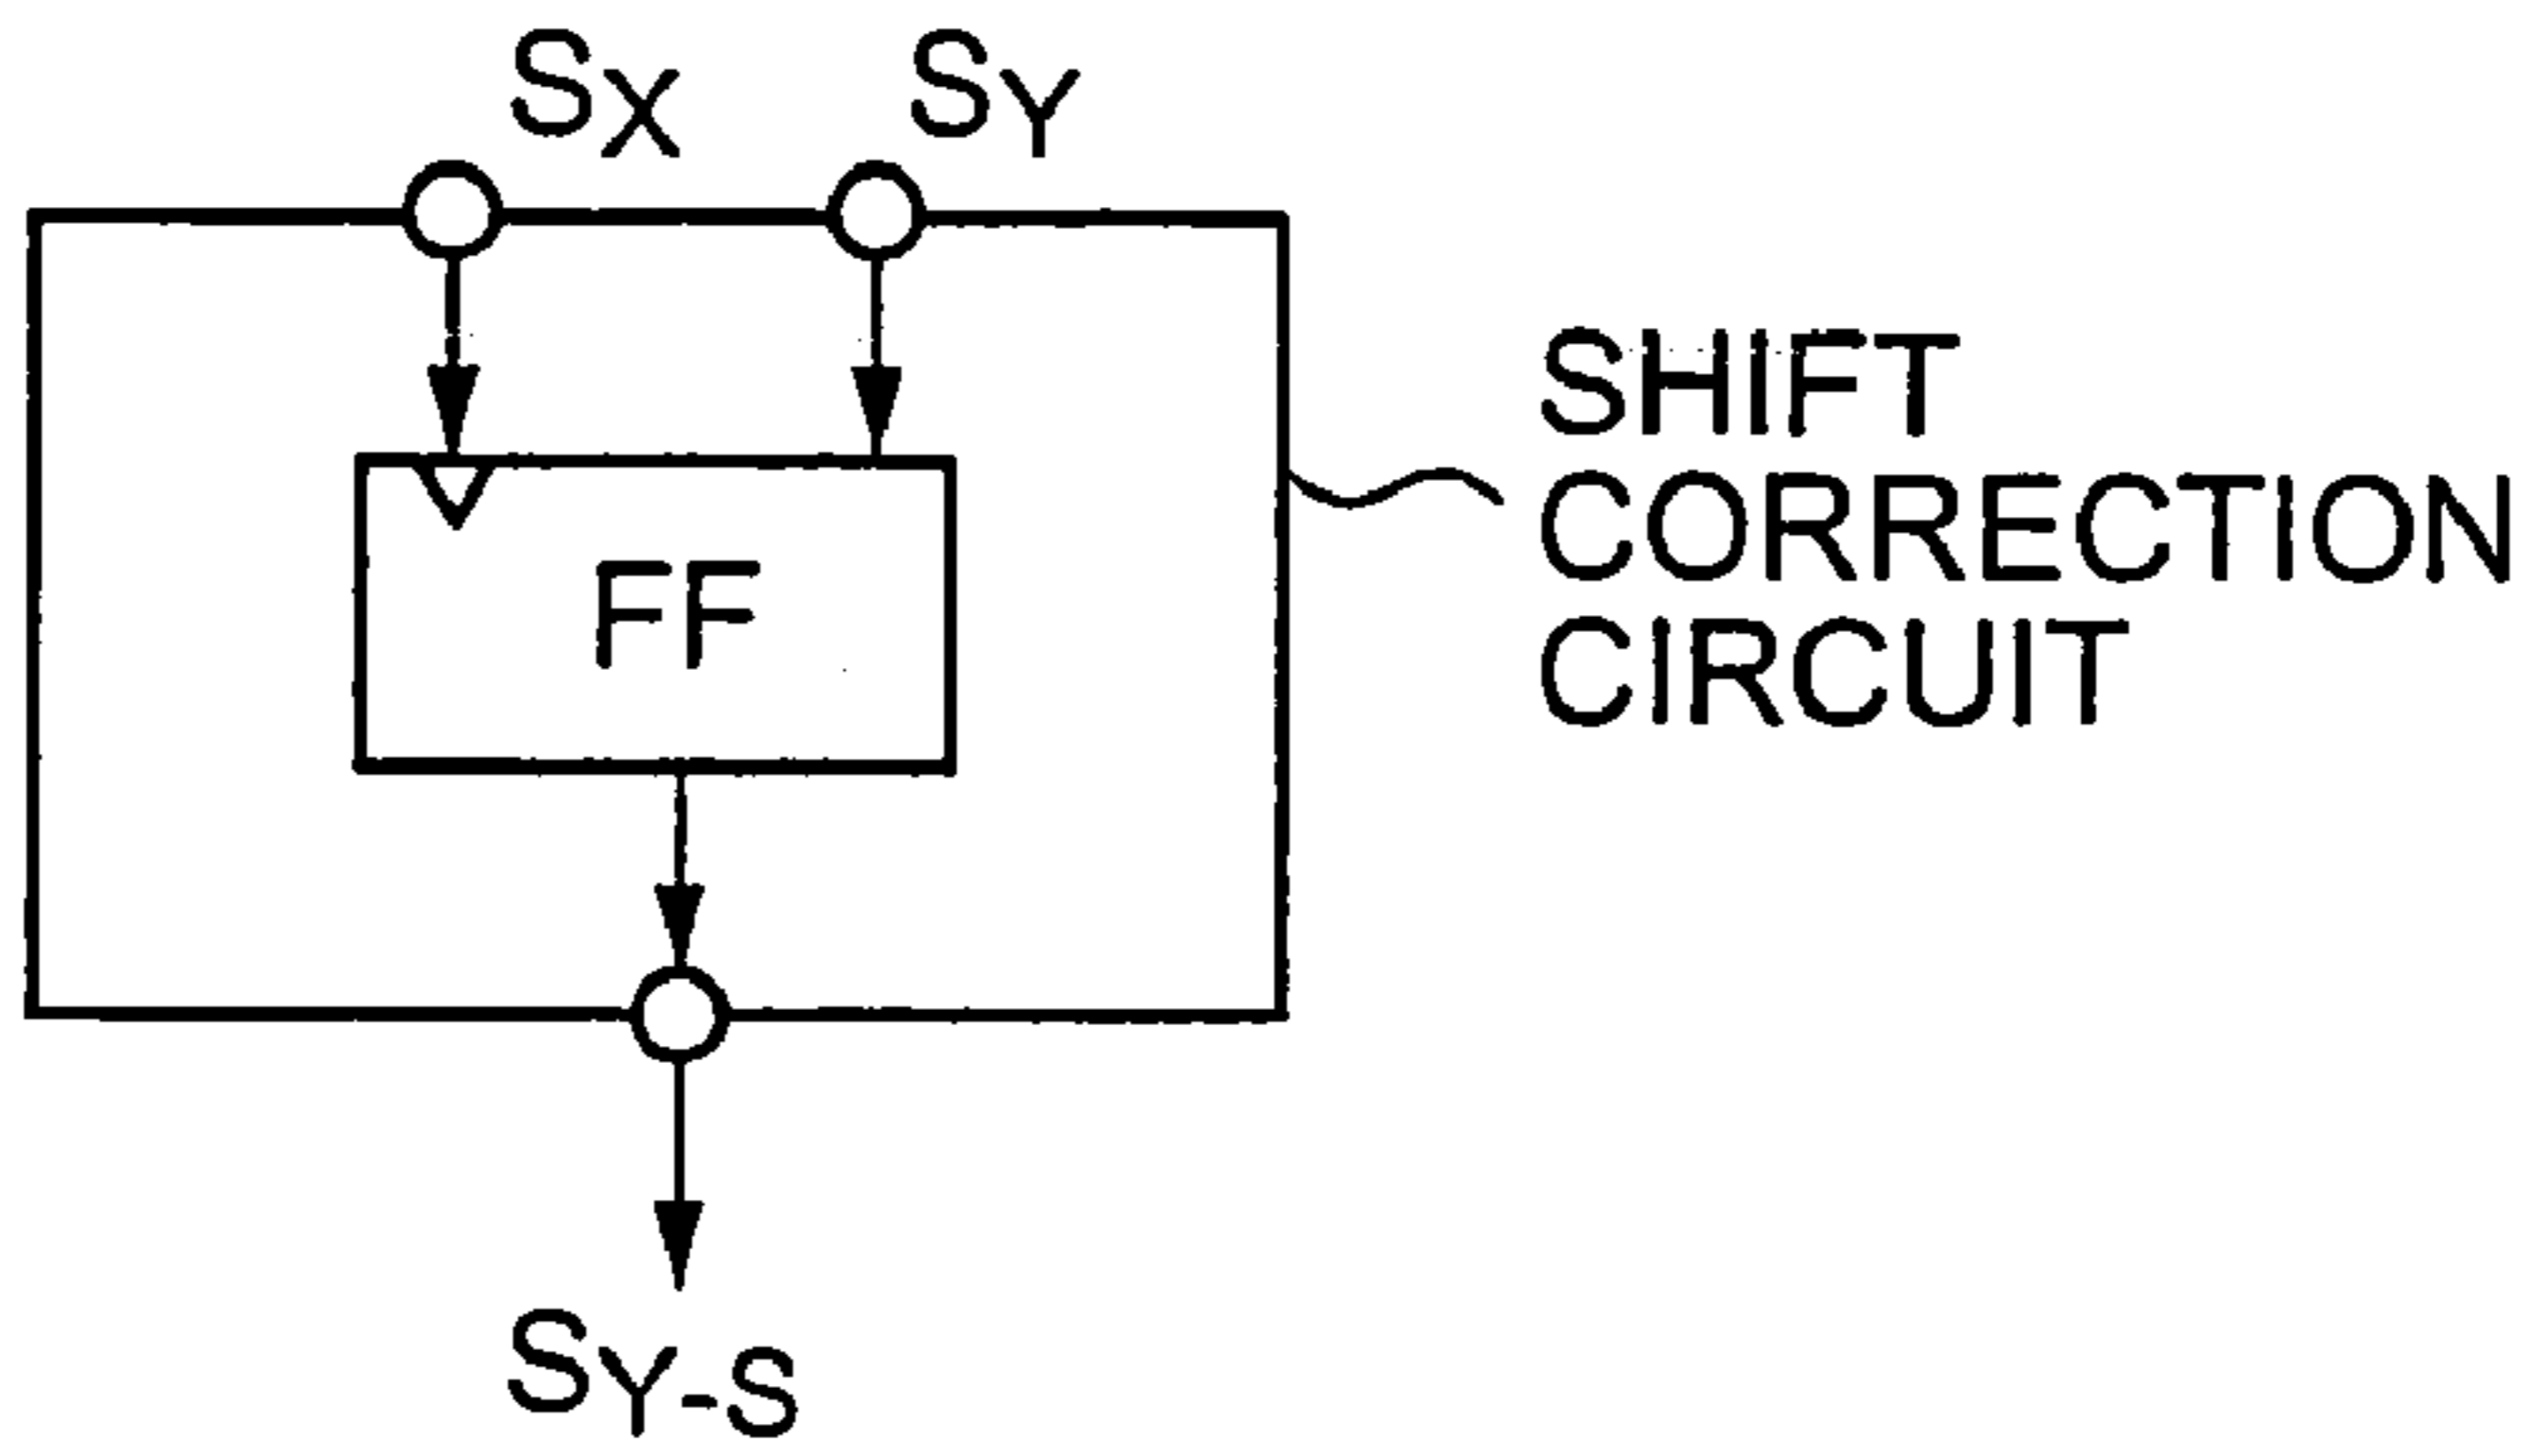 SX SY
SHIFT
CORRECTION
CIRCUIT
FF
SY-S